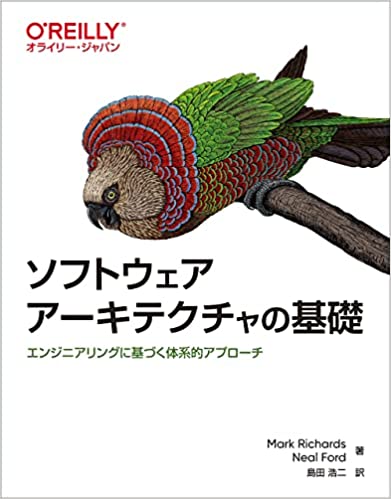 O'REILLY®
オライリー・ジャパン
ソフトウェア
アーキテクチャの基礎
エンジニアリングに基づく体系的アプローチ
Mark Richards
Neal Ford 著
島田 浩二 訳